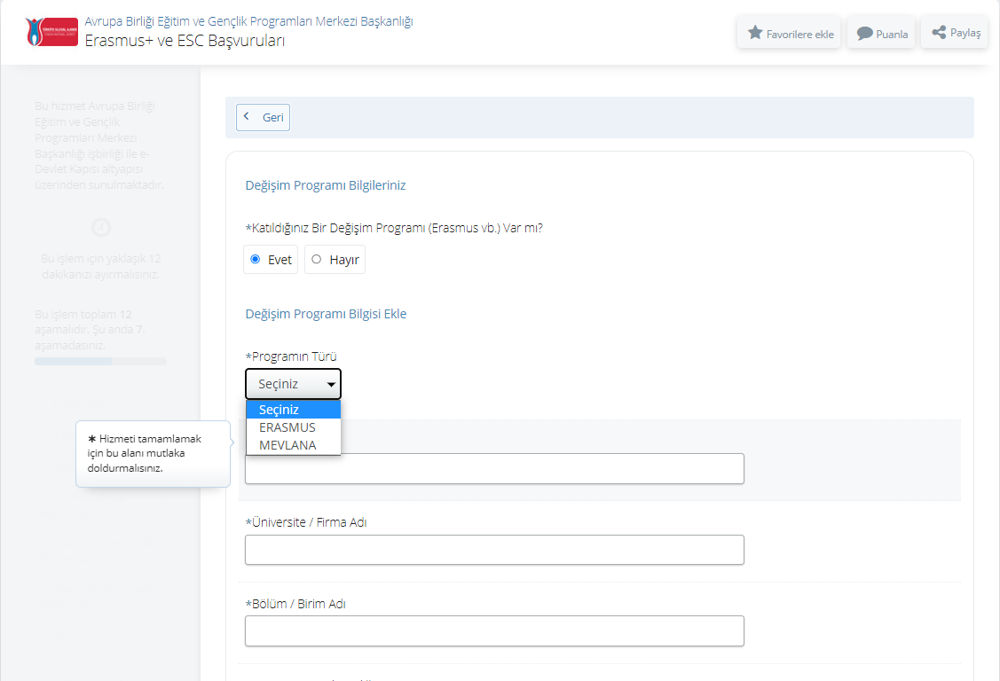 Avrupa Birliği Eğitim ve Gençlik Programları Merkezi Başkanlığı
Erasmus+ ve ESC Başvuruları
Favorilere ekle
Puanla
Paylaş
Bu hizmet Avrupa Birliği
Eğitim ve Gençlik
Programları Merkezi
Başkanlığı işbirliği ile e-
Devlet Kapısı altyapısı
üzerinden sunulmaktadır.
Bu işlem için yaklaşık 12
dakikanızı ayırmalısınız.
Bu işlem toplam 12
aşamalıdır. Şu anda 7.
aşamadasınız.
Geri
Değişim Programı Bilgileriniz
*Katıldığınız Bir Değişim Programı (Erasmus vb.) Var mı?
Evet
Hayır
Değişim Programı Bilgisi Ekle
*Programın Türü
Seçiniz
Seçiniz
ERASMUS
MEVLANA
* Hizmeti tamamlamak
için bu alanı mutlaka
doldurmalısınız.
*Üniversite / Firma Adı
*Bölüm / Birim Adı